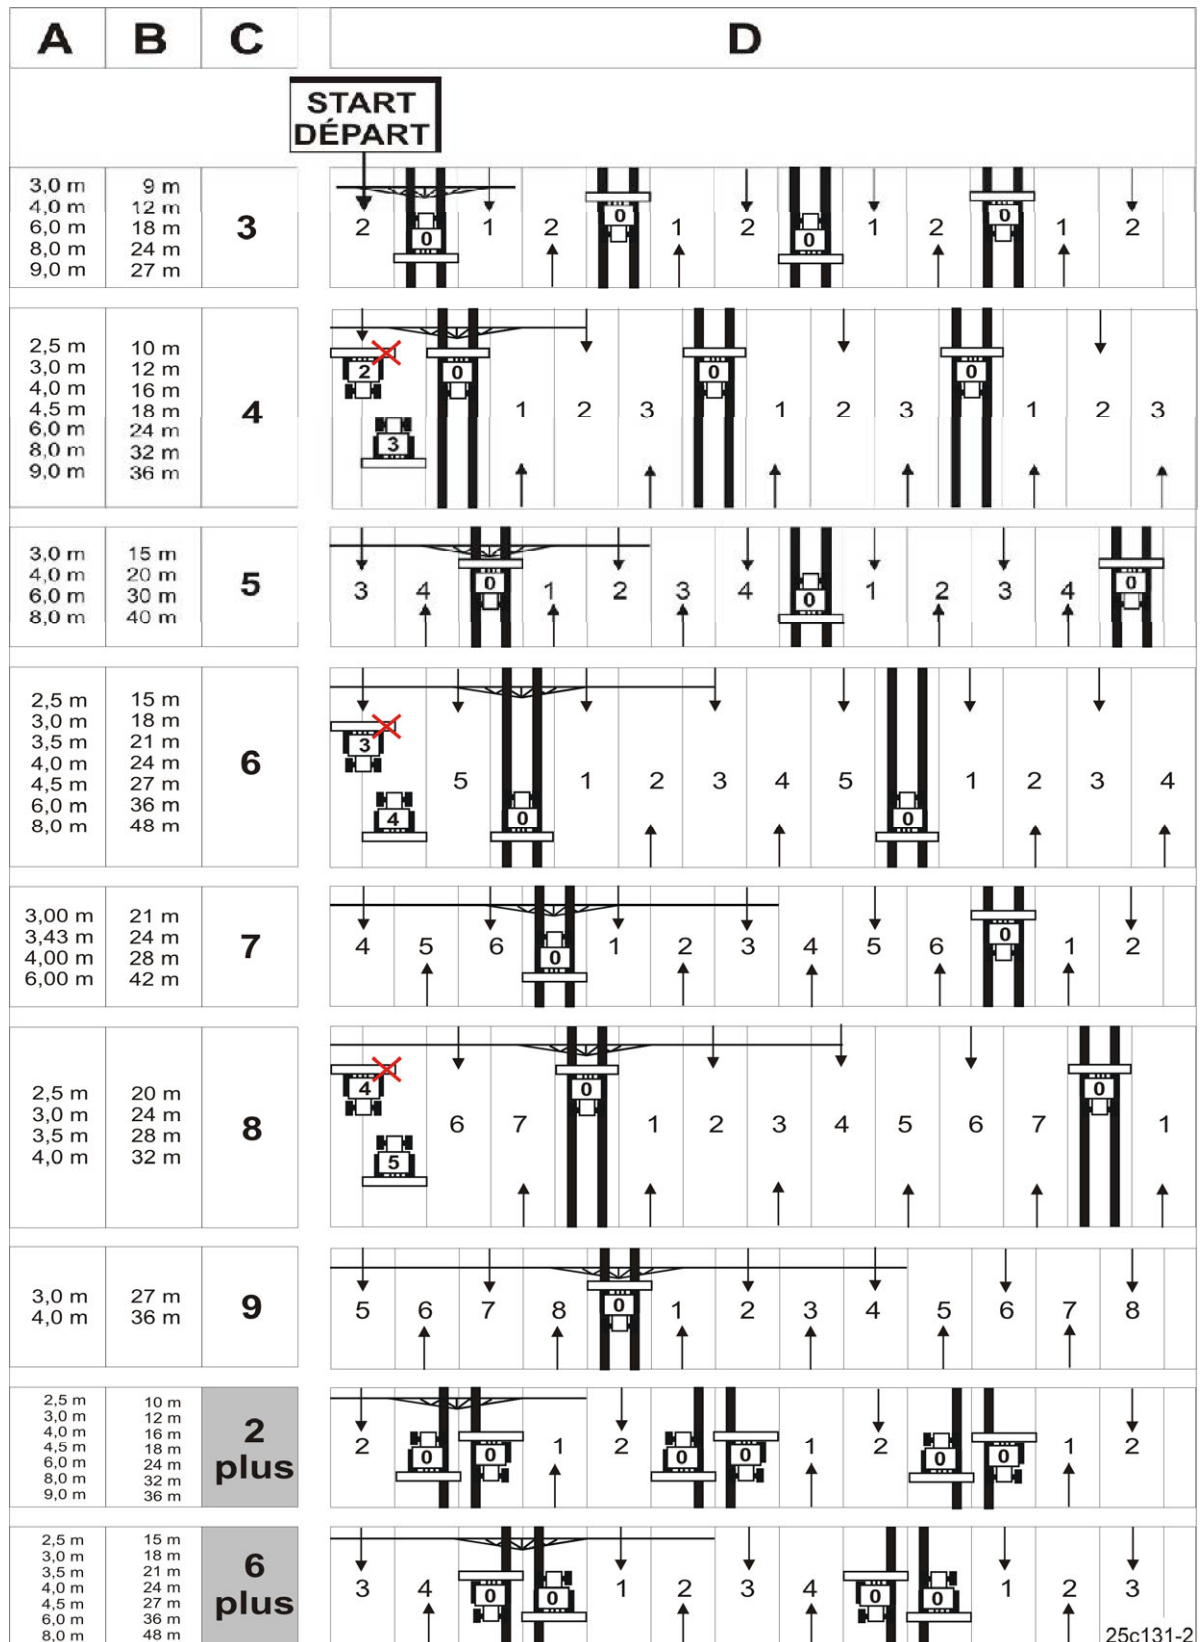 A B C D
START
DÉPART
3,0 m 9 m
4,0 m 12 m
6,0 m 18 m
8,0 m 24 m
9,0 m 27 m
3
2 0 1 2 0 1 2 0 1 2 0 1 2
2,5 m 10 m
3,0 m 12 m
4,0 m 16 m
4,5 m 18 m
6,0 m 24 m
8,0 m 32 m
9,0 m 36 m
4
2 0 0 0
1 2 3 1 2 3 1 2 3
3
3,0 m 15 m
4,0 m 20 m
6,0 m 30 m
8,0 m 40 m
5
3 4 0 1 2 3 4 0 1 2 3 4 0
2,5 m 15 m
3,0 m 18 m
3,5 m 21 m
4,0 m 24 m
4,5 m 27 m
6,0 m 36 m
8,0 m 48 m
6
3
5 1 2 3 4 5 1 2 3 4
4 0 0
3,00 m 21 m
3,43 m 24 m
4,00 m 28 m
6,00 m 42 m
7
4 5 6 0 1 2 3 4 5 6 0 1 2
2,5 m 20 m
3,0 m 24 m
3,5 m 28 m
4,0 m 32 m
8
4 0 0
6 7 1 2 3 4 5 6 7 1
5
3,0 m 27 m
4,0 m 36 m
9
5 6 7 8 0 1 2 3 4 5 6 7 8
2,5 m 10 m
3,0 m 12 m
4,0 m 16 m
4,5 m 18 m
6,0 m 24 m
8,0 m 32 m
9,0 m 36 m
2
plus
2 0 0 1 2 0 0 1 2 0 0 1 2
2,5 m 15 m
3,0 m 18 m
3,5 m 21 m
4,0 m 24 m
4,5 m 27 m
6,0 m 36 m
8,0 m 48 m
6
plus
3 4 0 0 1 2 3 4 0 0 1 2 3
25c131-2